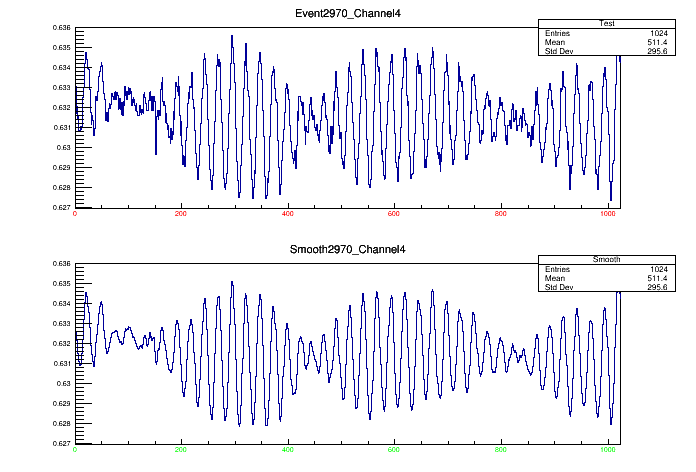 Event2970_Channel4
Test
Entries 1024
Mean 511.4
Std Dev 295.6
0.636
0.635
0.634
0.633
0.632
0.631
0.63
0.629
0.628
0.627
0 200 400 600 800 1000
Smooth2970_Channel4
Smooth
Entries 1024
Mean 511.4
Std Dev 295.6
0.636
0.635
0.634
0.633
0.632
0.631
0.63
0.629
0.628
0.627
0 200 400 600 800 1000